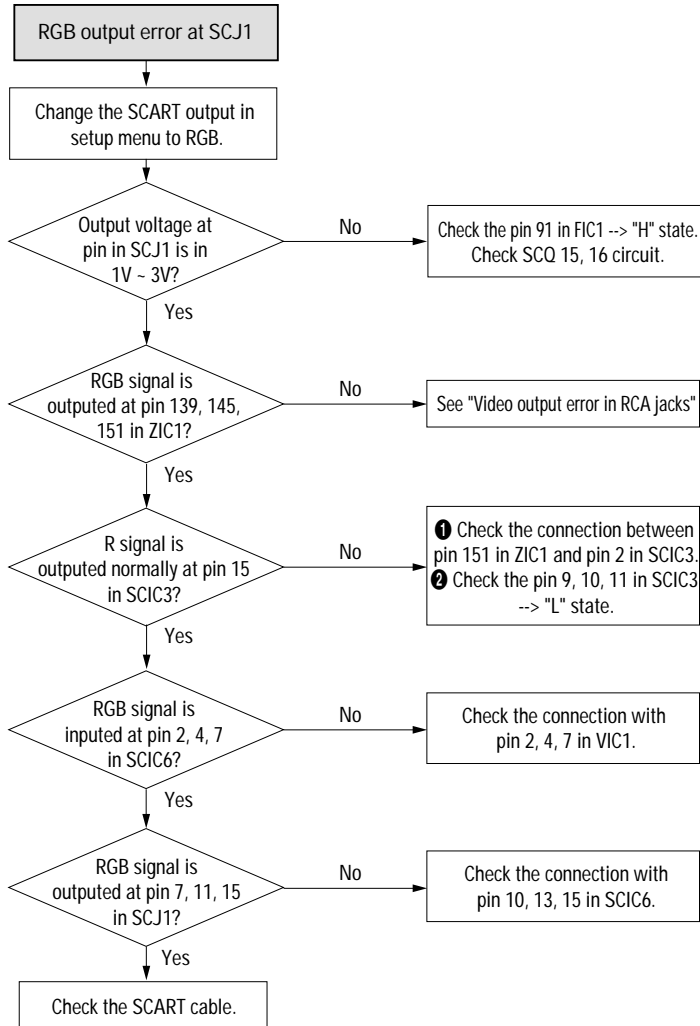 RGB output error at SCJ1
Change the SCART output in
setup menu to RGB.
Output voltage at
pin in SCJ1 is in
1V ~ 3V?
No
Check the pin 91 in FIC1 --> "H" state.
Check SCQ 15, 16 circuit.
Yes
RGB signal is
outputed at pin 139, 145,
151 in ZIC1?
No
See "Video output error in RCA jacks"
Yes
R signal is
outputed normally at pin 15
in SCIC3?
No
❶ Check the connection between
pin 151 in ZIC1 and pin 2 in SCIC3.
❷ Check the pin 9, 10, 11 in SCIC3
--> "L" state.
Yes
RGB signal is
inputed at pin 2, 4, 7
in SCIC6?
No
Check the connection with
pin 2, 4, 7 in VIC1.
Yes
RGB signal is
outputed at pin 7, 11, 15
in SCJ1?
No
Check the connection with
pin 10, 13, 15 in SCIC6.
Yes
Check the SCART cable.